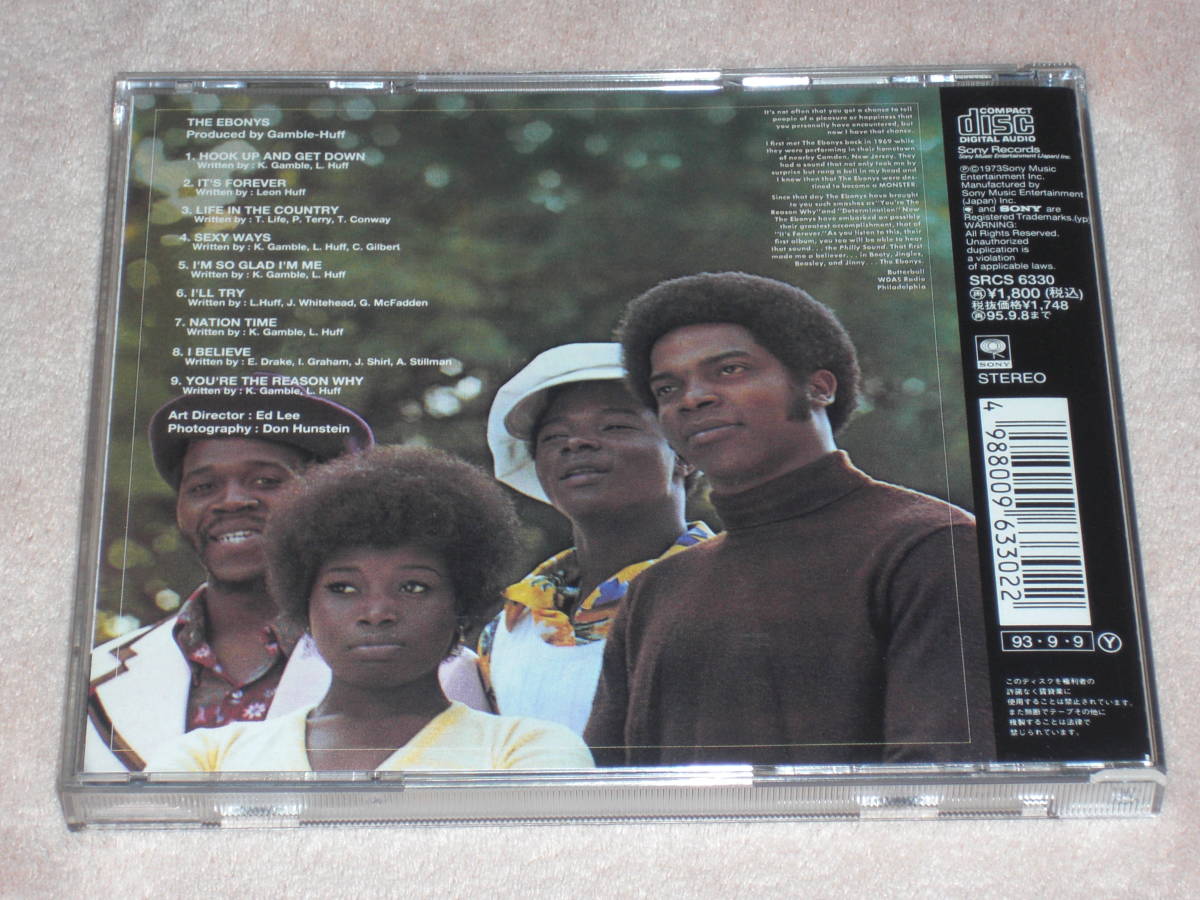 THE EBONYS
Produced by Gamble-Huff
1. HOOK UP AND GET DOWN
Written by : K. Gamble, L. Huff
2. IT'S FOREVER
Written by : Leon Huff
3. LIFE IN THE COUNTRY
Written by : T. Life, P. Terry, T. Conway
4. SEXY WAYS
Written by : K. Gamble, L. Huff, C. Gilbert
5. I'M SO GLAD I'M ME
Written by : K. Gamble, L. Huff
6. I'LL TRY
Written by : L.Huff, J. Whitehead, G. McFadden
7. NATION TIME
Written by : K. Gamble, L. Huff
8. I BELIEVE
Written by : E. Drake, I. Graham, J. Shirl, A. Stillman
9. YOU'RE THE REASON WHY
Written by : K. Gamble, L. Huff
Art Director : Ed Lee
Photography : Don Hunstein
It's not often that you get a chance to tell
people of a pleasure or happiness that
you personally have encountered, but
now I have that chance.
I first met The Ebonys back in 1969 while
they were performing in their hometown
of nearby Camden, New Jersey. They
had a sound that not only took me by
surprise but rang a bell in my head and
I knew then that The Ebonys were des-
tined to become a MONSTER.
Since that day The Ebonys have brought
to you such smashes as "You're The
Reason Why" and "Determination." Now
The Ebonys have embarked on possibly
their greatest accomplishment, that of
"It's Forever." As you listen to this, their
first album, you too will be able to hear
that sound . . . the Philly Sound. That first
made me a believer . . . in Booty, Jingles,
Beasley, and Jinny . . . The Ebonys.
Butterball
WDAS Radio
Philadelphia
COMPACT
disc
DIGITAL AUDIO
Sony Records
Sony Music Entertainment (Japan) Inc.
Ⓟ©1973Sony Music
Entertainment Inc.
Manufactured by
Sony Music Entertainment
(Japan) Inc.
and SONY are
Registered Trademarks.(yp)
WARNING:
All Rights Reserved.
Unauthorized
duplication is
a violation
of applicable laws.
SRCS 6330
㊢¥1,800 (税込)
税抜価格¥1,748
㊢95.9.8まで
SONY
STEREO
4 988009 633022
93・9・9 Ⓨ
このディスクを権利者の
許諾なく賃貸業に
使用することは禁止されています。
また無断でテープその他に
複製することは法律で
禁じられています。